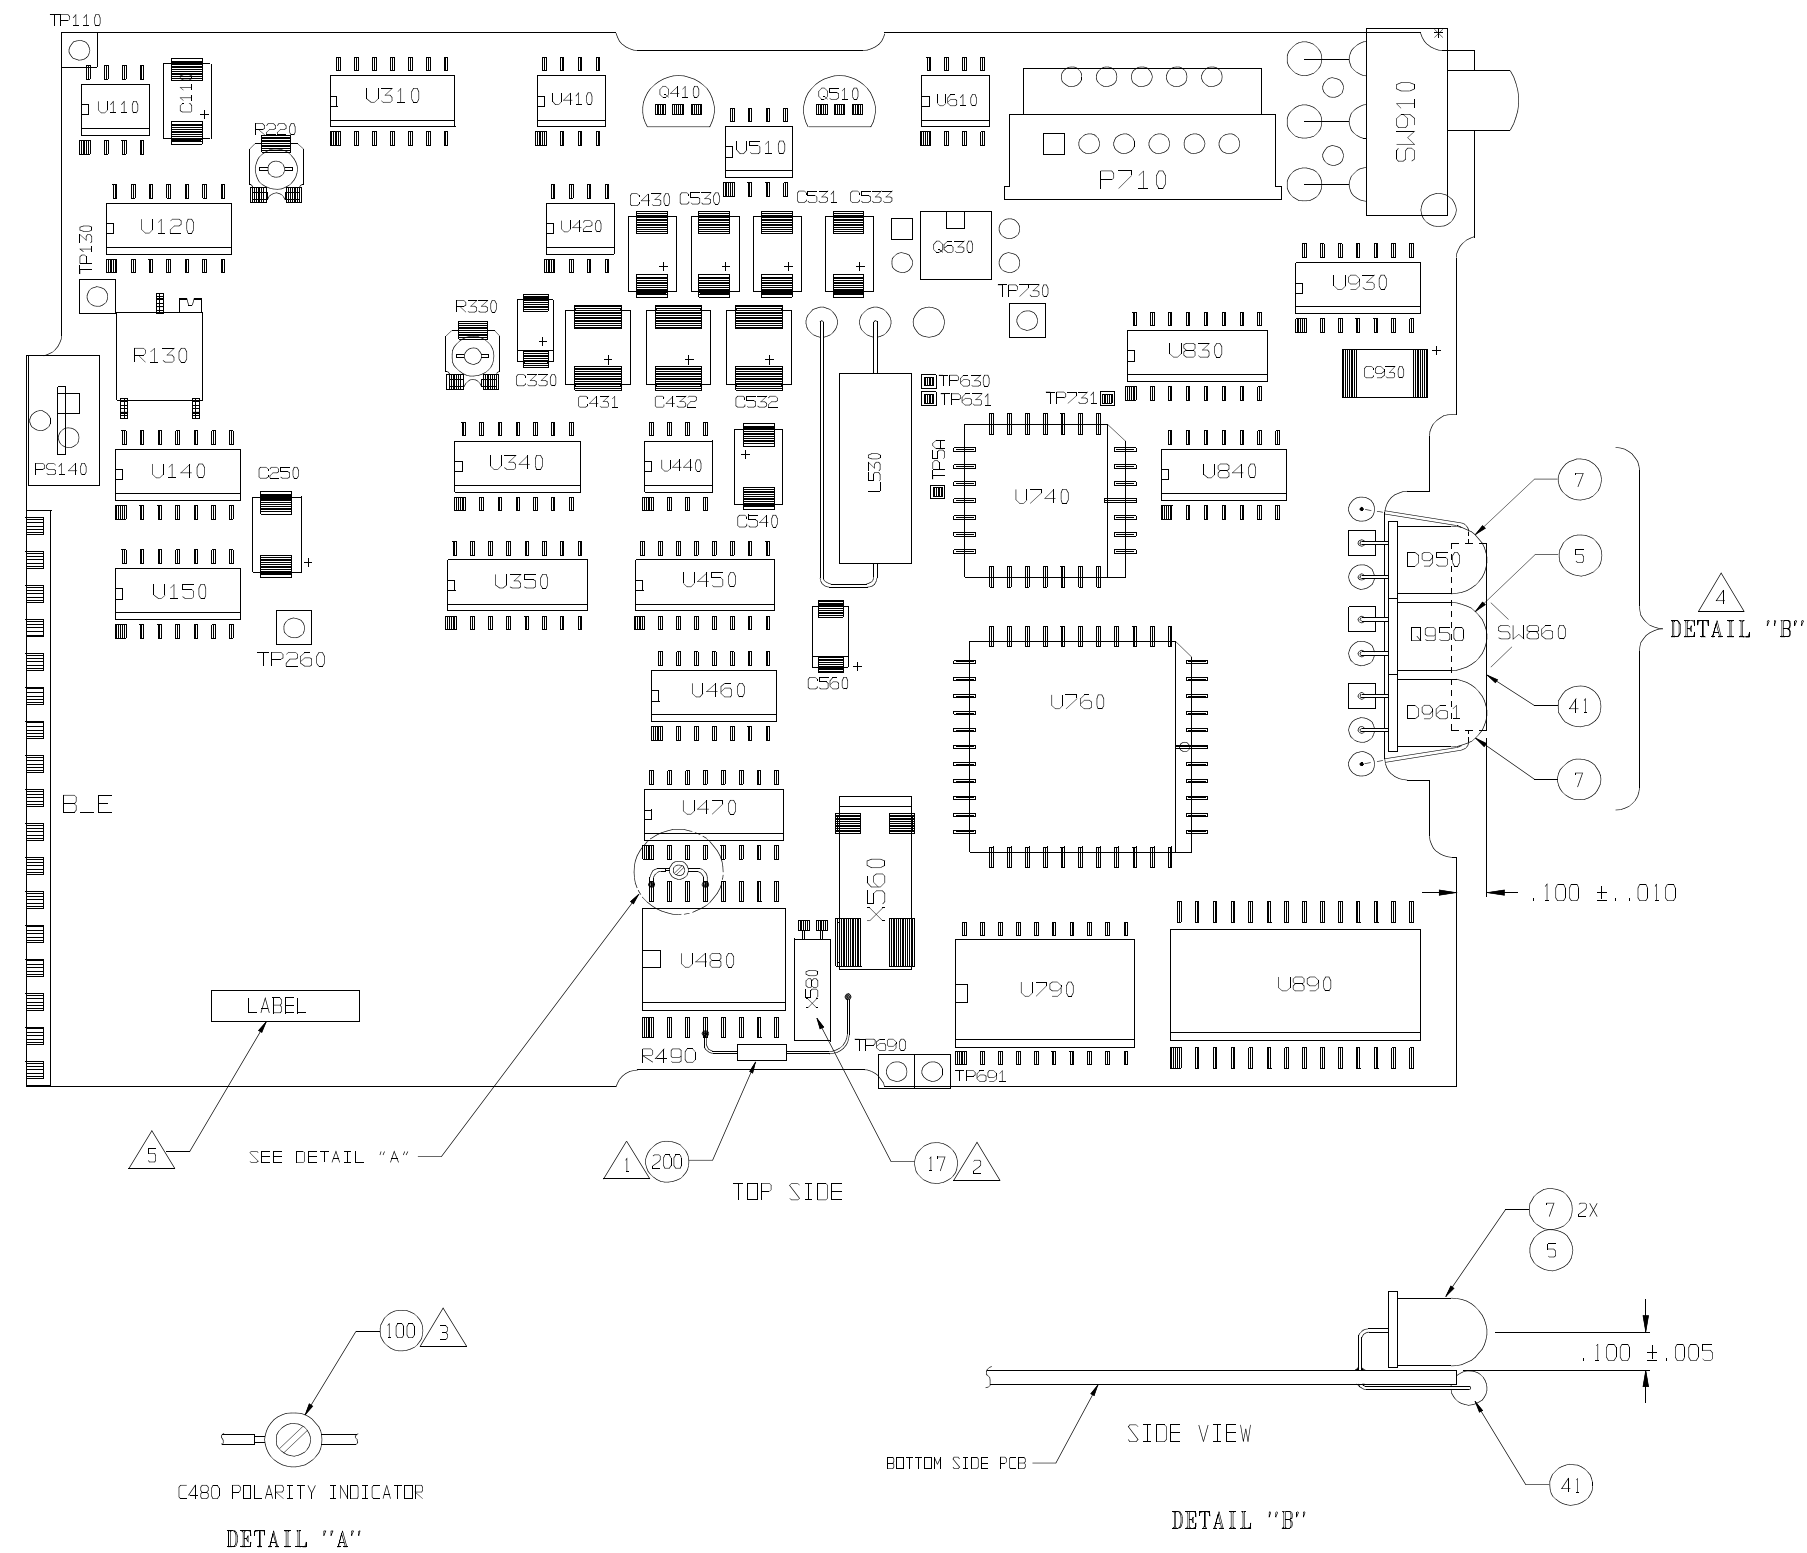 TP110
U110
C110
+
R220
U310
U410
Q410
U510
Q510
U610
P710
SW910
*
TP130
U120
U420
C430
C530
C531
C533
+
+
+
+
Q630
TP730
U930
R130
R330
C330
+
C431
+
C432
+
C532
+
TP630
TP631
TP731
U830
C930
+
PS140
U140
C250
+
U340
U440
C540
+
L530
TP5A
U740
U840
7
D950
5
Q950
SW860
4
DETAIL "B"
D961
41
7
U150
TP260
U350
U450
C560
+
U460
U760
B_E
U470
X560
.100 ±..010
U480
X580
U790
U890
LABEL
R490
TP690
TP691
5
SEE DETAIL "A"
1
200
17
2
TOP SIDE
7
2X
5
100
3
.100 ±.005
SIDE VIEW
BOTTOM SIDE PCB
41
C480 POLARITY INDICATOR
DETAIL "A"
DETAIL "B"